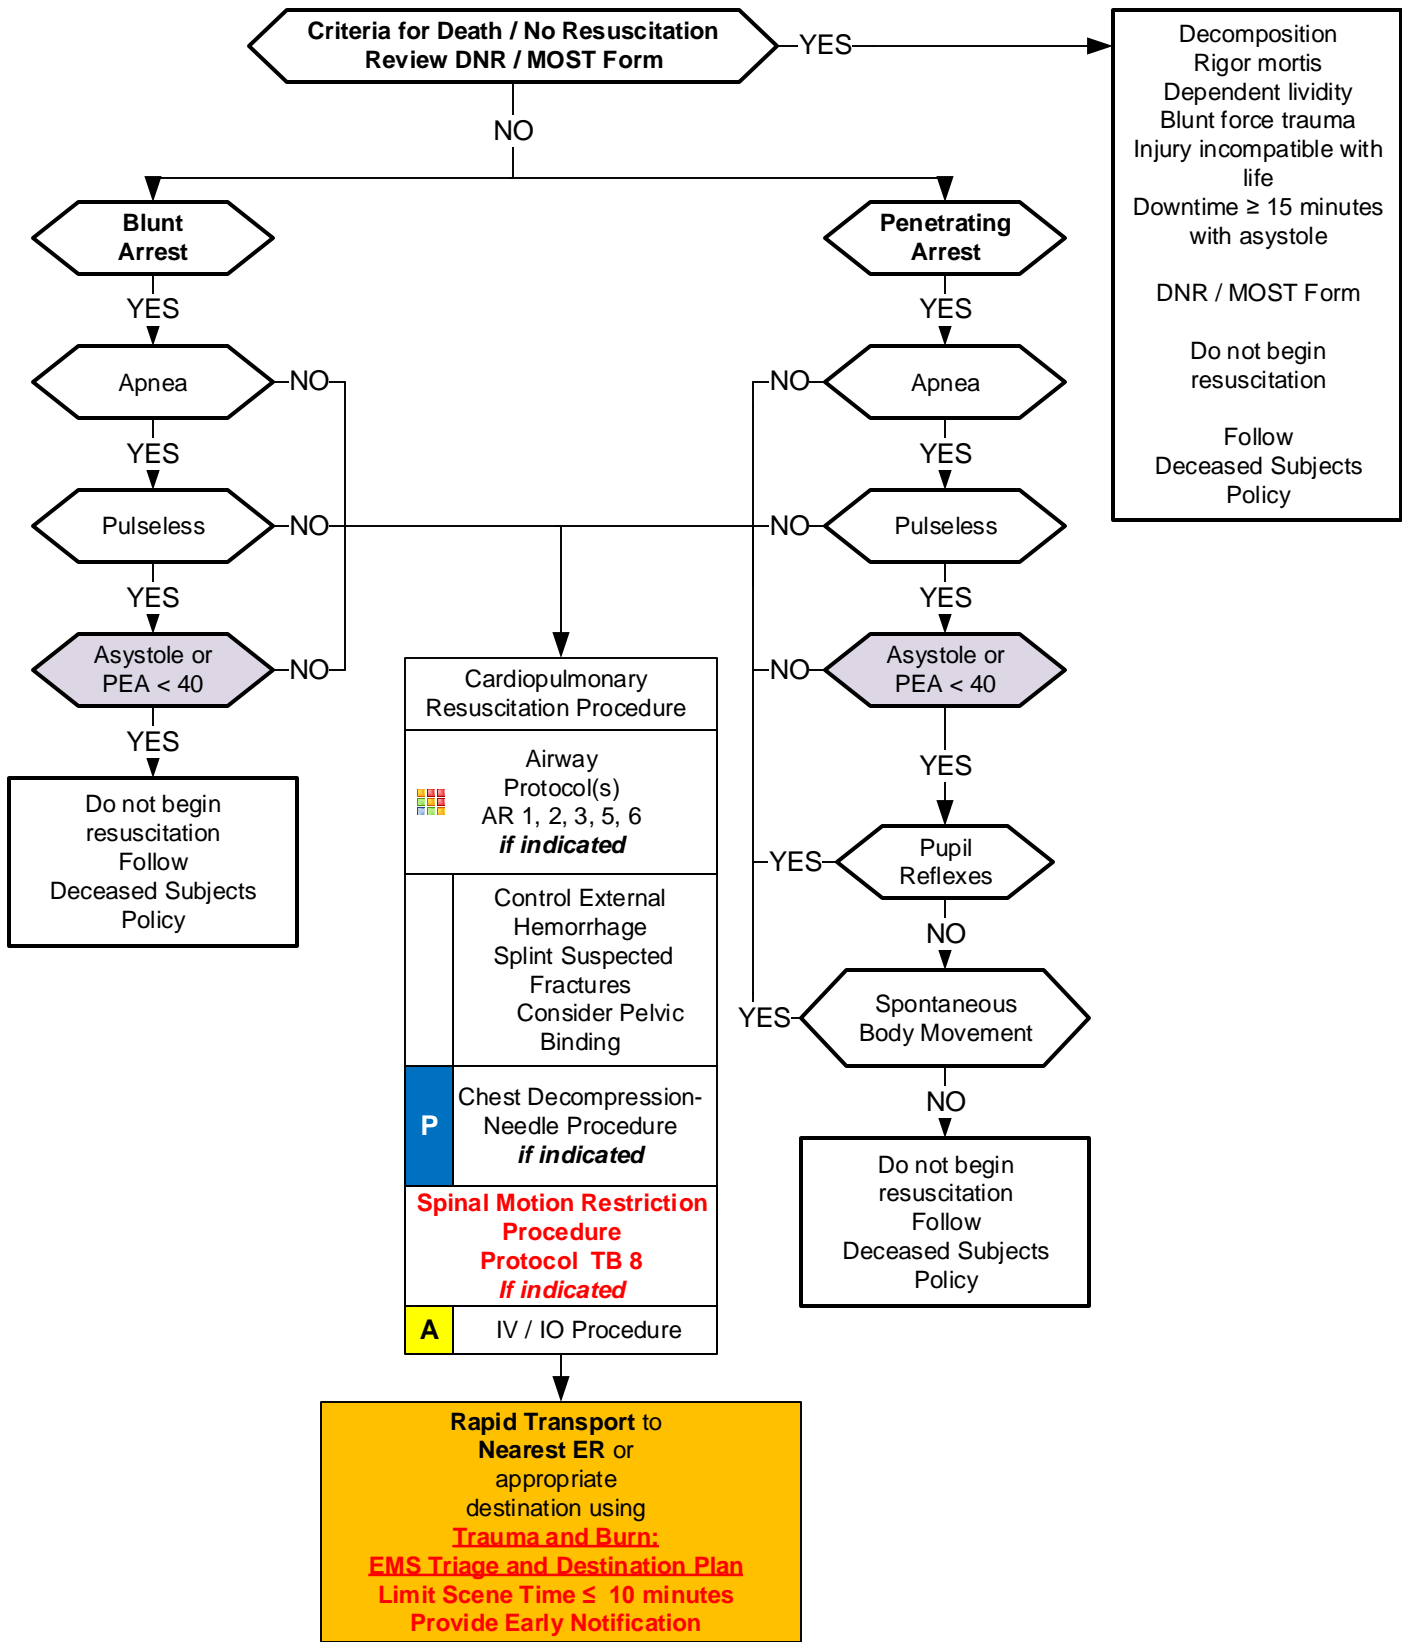 Criteria for Death / No Resuscitation
Review DNR / MOST Form
YES
Decomposition
Rigor mortis
Dependent lividity
Blunt force trauma
Injury incompatible with
life
Downtime ≥ 15 minutes
with asystole
DNR / MOST Form
Do not begin
resuscitation
Follow
Deceased Subjects
Policy
NO
Blunt
Arrest
YES
Apnea
NO
YES
Pulseless
NO
YES
Asystole or
PEA < 40
NO
YES
Do not begin
resuscitation
Follow
Deceased Subjects
Policy
Penetrating
Arrest
YES
NO
Apnea
YES
NO
Pulseless
YES
NO
Asystole or
PEA < 40
YES
YES
Pupil
Reflexes
NO
YES
Spontaneous
Body Movement
NO
Do not begin
resuscitation
Follow
Deceased Subjects
Policy
Cardiopulmonary
Resuscitation Procedure
Airway
Protocol(s)
AR 1, 2, 3, 5, 6
if indicated
Control External
Hemorrhage
Splint Suspected
Fractures
Consider Pelvic
Binding
P
Chest Decompression-
Needle Procedure
if indicated
Spinal Motion Restriction
Procedure
Protocol TB 8
If indicated
A
IV / IO Procedure
Rapid Transport to
Nearest ER or
appropriate
destination using
Trauma and Burn:
EMS Triage and Destination Plan
Limit Scene Time ≤ 10 minutes
Provide Early Notification